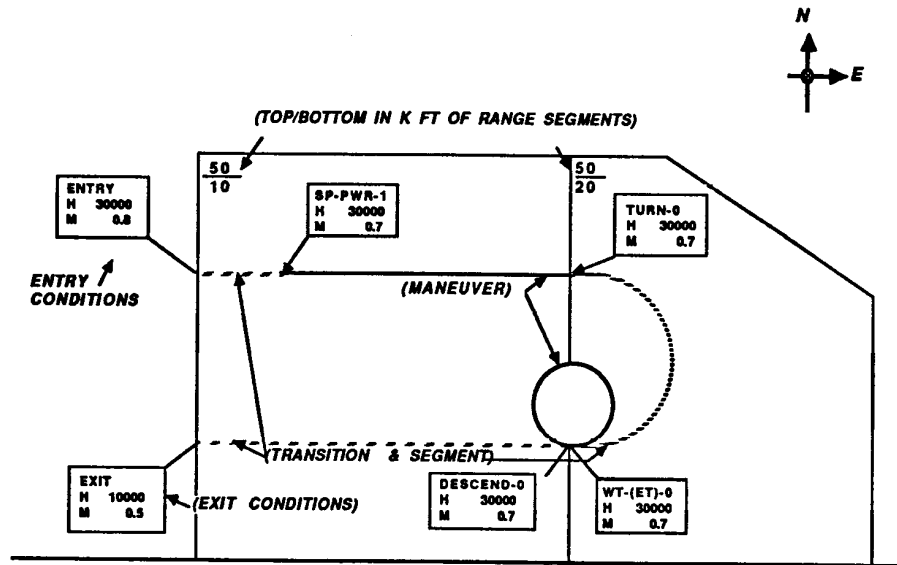 N
E
(TOP/BOTTOM IN K FT OF RANGE SEGMENTS)
50
10
50
20
ENTRY
H 30000
M 0.8
SP-PWR-1
H 30000
M 0.7
TURN-0
H 30000
M 0.7
ENTRY
CONDITIONS
(MANEUVER)
(TRANSITION & SEGMENT)
EXIT
H 10000
M 0.5
(EXIT CONDITIONS)
DESCEND-0
H 30000
M 0.7
WT-(ET)-0
H 30000
M 0.7